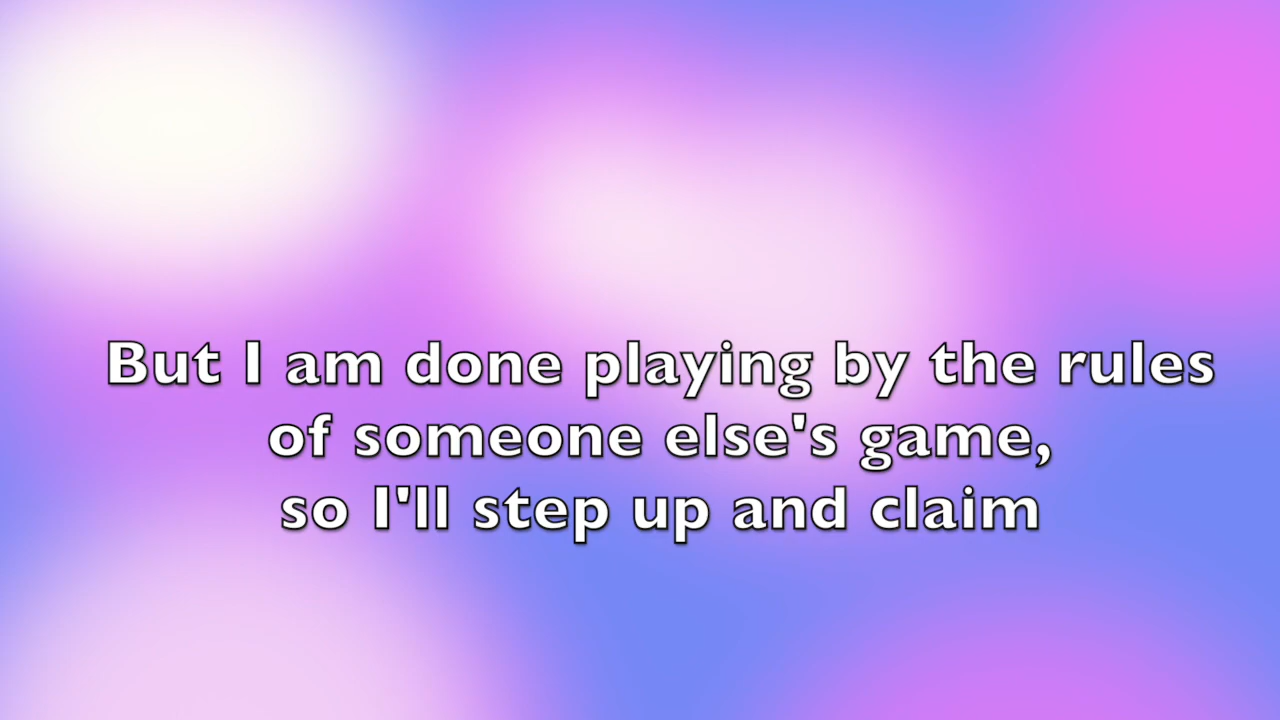 But I am done playing by the rules
of someone else's game,
so I'll step up and claim